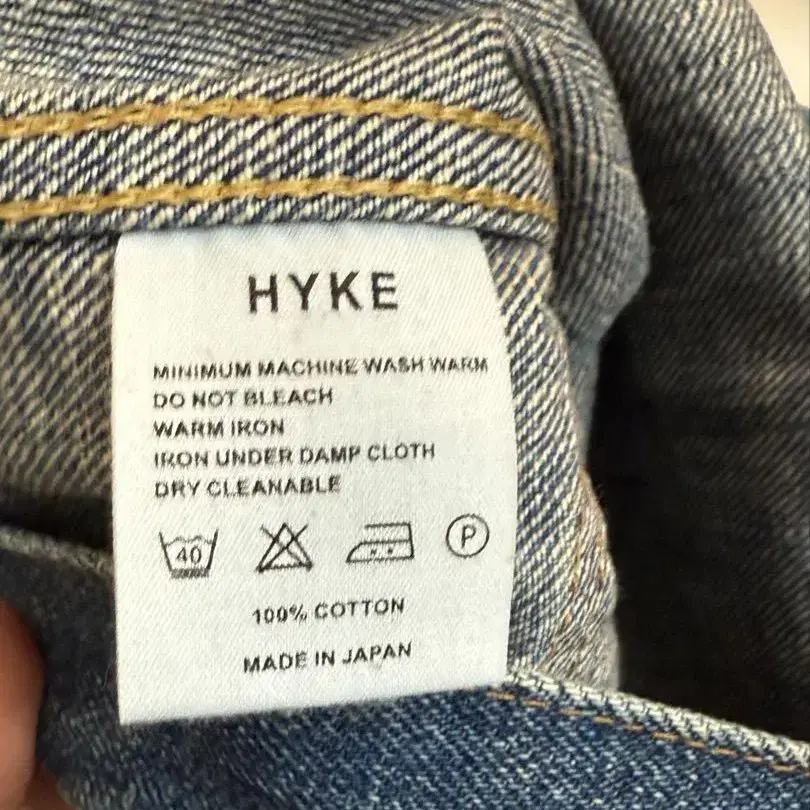 HYKE
MINIMUM MACHINE WASH WARM
DO NOT BLEACH
WARM IRON
IRON UNDER DAMP CLOTH
DRY CLEANABLE
40 P
100% COTTON
MADE IN JAPAN